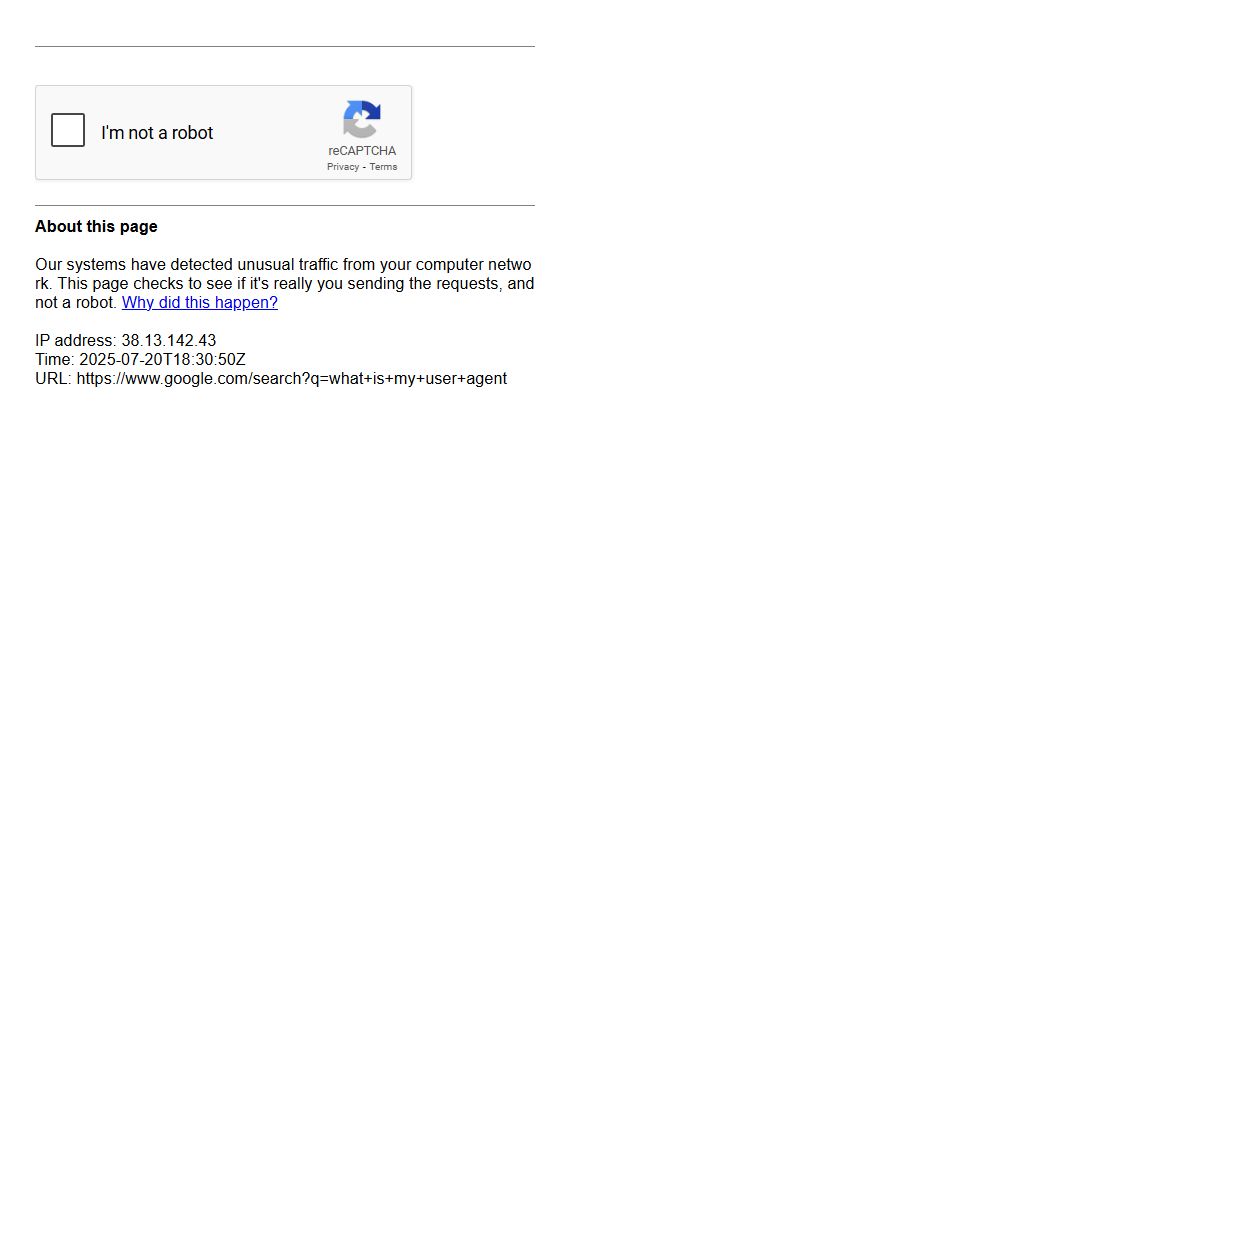 I'm not a robot
reCAPTCHA
Privacy - Terms
About this page
Our systems have detected unusual traffic from your computer netwo
rk. This page checks to see if it's really you sending the requests, and
not a robot. Why did this happen?
IP address: 38.13.142.43
Time: 2025-07-20T18:30:50Z
URL: https://www.google.com/search?q=what+is+my+user+agent